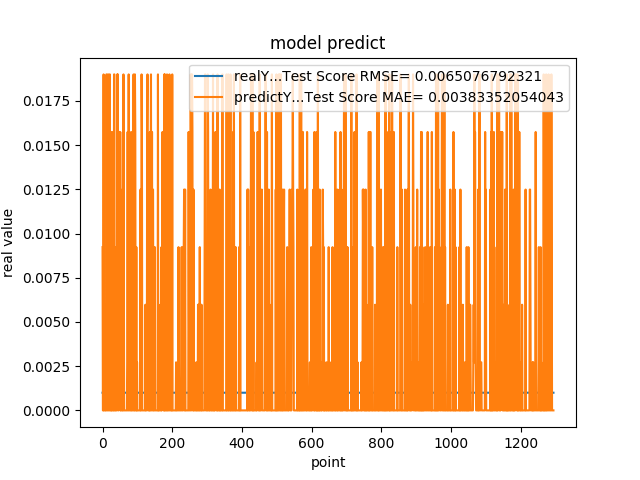 model predict
realY...Test Score RMSE= 0.0065076792321
predictY...Test Score MAE= 0.00383352054043
0.0175
0.0150
0.0125
0.0100
0.0075
0.0050
0.0025
0.0000
real value
0 200 400 600 800 1000 1200
point